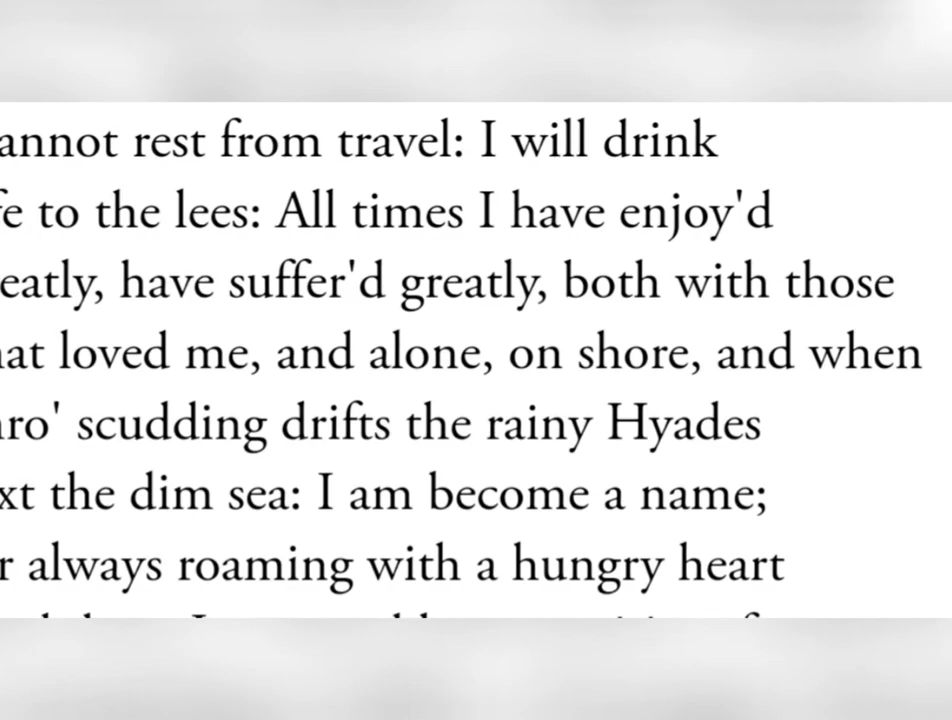 annot rest from travel: I will drink
fe to the lees: All times I have enjoy'd
eatly, have suffer'd greatly, both with those
hat loved me, and alone, on shore, and when
hro' scudding drifts the rainy Hyades
xt the dim sea: I am become a name;
r always roaming with a hungry heart